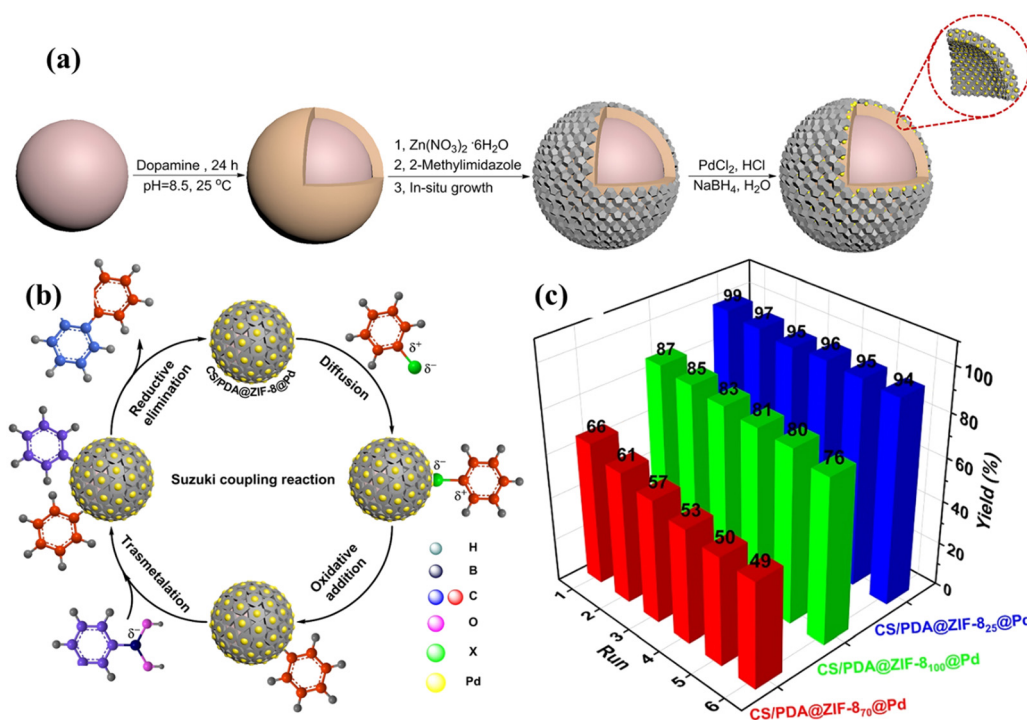 (a)
Dopamine , 24 h
pH=8.5, 25 °C
1, Zn(NO₃)₂ ·6H₂O
2, 2-Methylimidazole
3, In-situ growth
PdCl₂, HCl
NaBH₄, H₂O
(b)
CS/PDA@ZIF-8@Pd
Diffusion
δ⁺
δ⁻
Reductive
elimination
Suzuki coupling reaction
δ⁻
δ⁺
Oxidative
addition
Trasmetalation
δ⁻
H
B
C
O
X
Pd
(c)
99
97
95
96
95
94
87
85
83
81
80
76
66
61
57
53
50
49
100
80
60
40
20
0
Yield (%)
1
2
3
4
5
6
Run
CS/PDA@ZIF-8₂₅@Pd
CS/PDA@ZIF-8₁₀₀@Pd
CS/PDA@ZIF-8₇₀@Pd